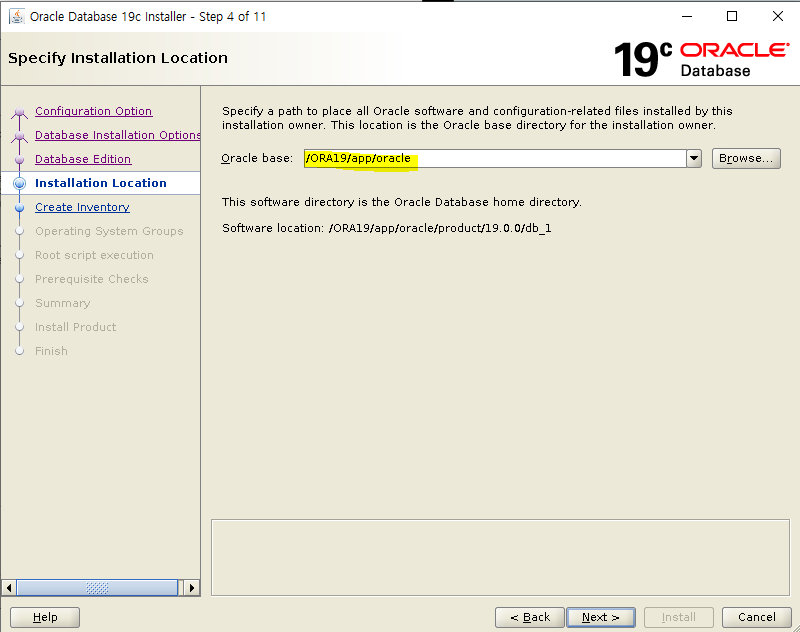 Oracle Database 19c Installer - Step 4 of 11
Specify Installation Location
19c ORACLE
Database
Configuration Option
Database Installation Options
Database Edition
Installation Location
Create Inventory
Operating System Groups
Root script execution
Prerequisite Checks
Summary
Install Product
Finish
Specify a path to place all Oracle software and configuration-related files installed by this
installation owner. This location is the Oracle base directory for the installation owner.
Oracle base: /ORA19/app/oracle Browse...
This software directory is the Oracle Database home directory.
Software location: /ORA19/app/oracle/product/19.0.0/db_1
Help < Back Next > Install Cancel